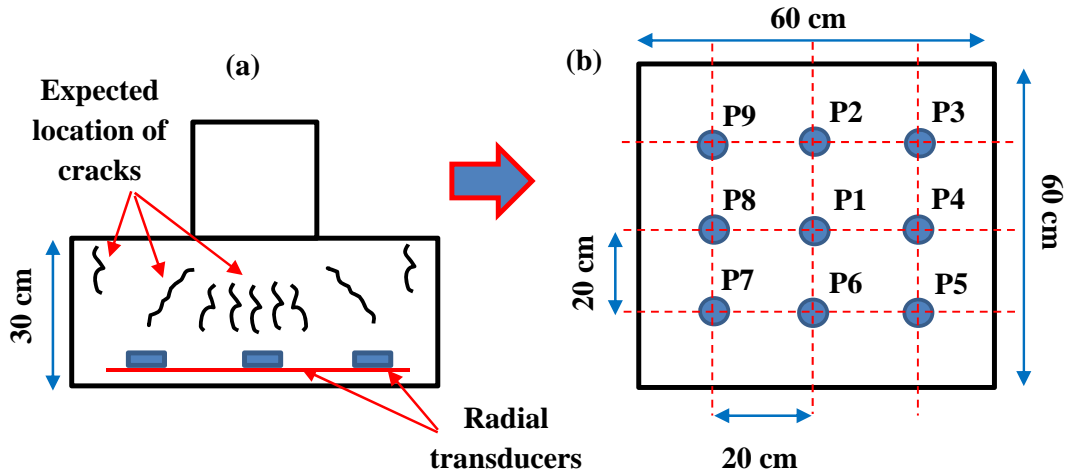 (a)
Expected
location of
cracks
30 cm
Radial
transducers
(b)
60 cm
P9 P2 P3
P8 P1 P4
P7 P6 P5
20 cm
20 cm
60 cm